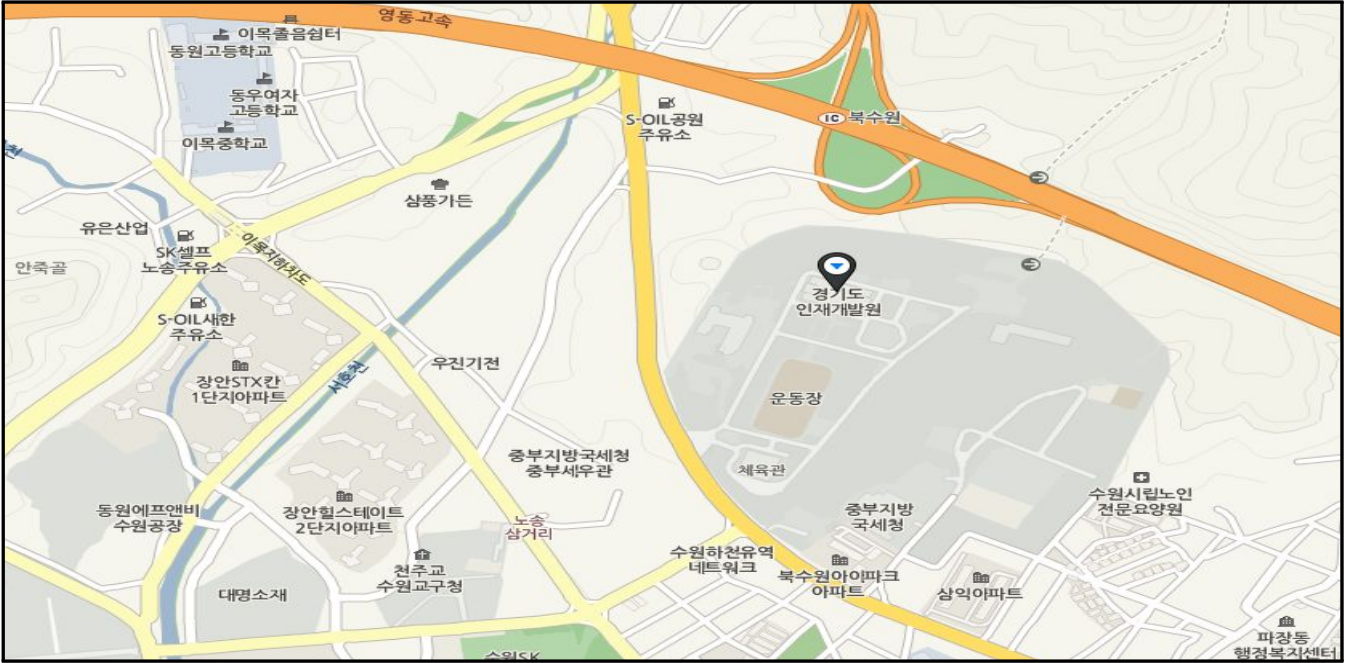 영동고속
이목졸음쉼터
동원고등학교
동우여자
고등학교
이목중학교
S-OIL공원
주유소
IC 북수원
삼풍가든
유은산업
SK셀프
노송주유소
이목지하차도
안죽골
천
S-OIL새한
주유소
경기도
인재개발원
장안STX칸
1단지아파트
서호천
우진기전
운동장
중부지방국세청
중부세우관
체육관
동원에프앤비
수원공장
장안힐스테이트
2단지아파트
노송
삼거리
중부지방
국세청
수원시립노인
전문요양원
천주교
수원교구청
수원하천유역
네트워크
북수원아이파크
아파트
삼익아파트
대명소재
파장동
행정복지센터
수원SK